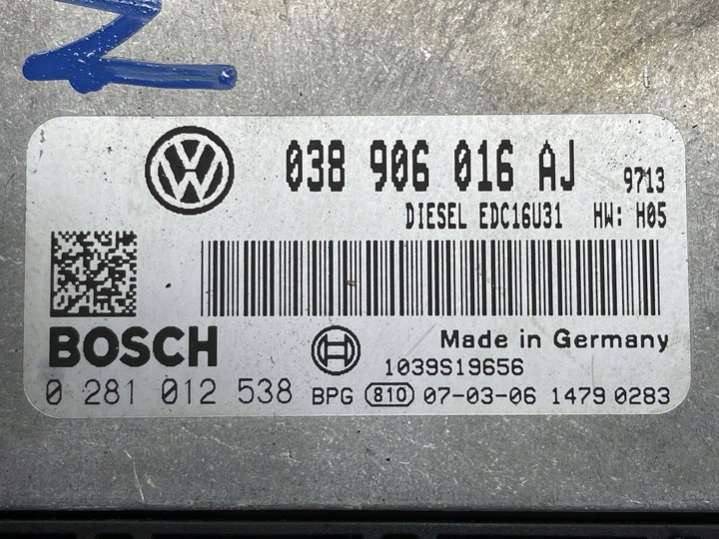 038 906 016 AJ 9713
DIESEL EDC16U31 HW: H05
BOSCH
Made in Germany
1039S19656
0 281 012 538 BPG 810 07-03-06 1479 0283